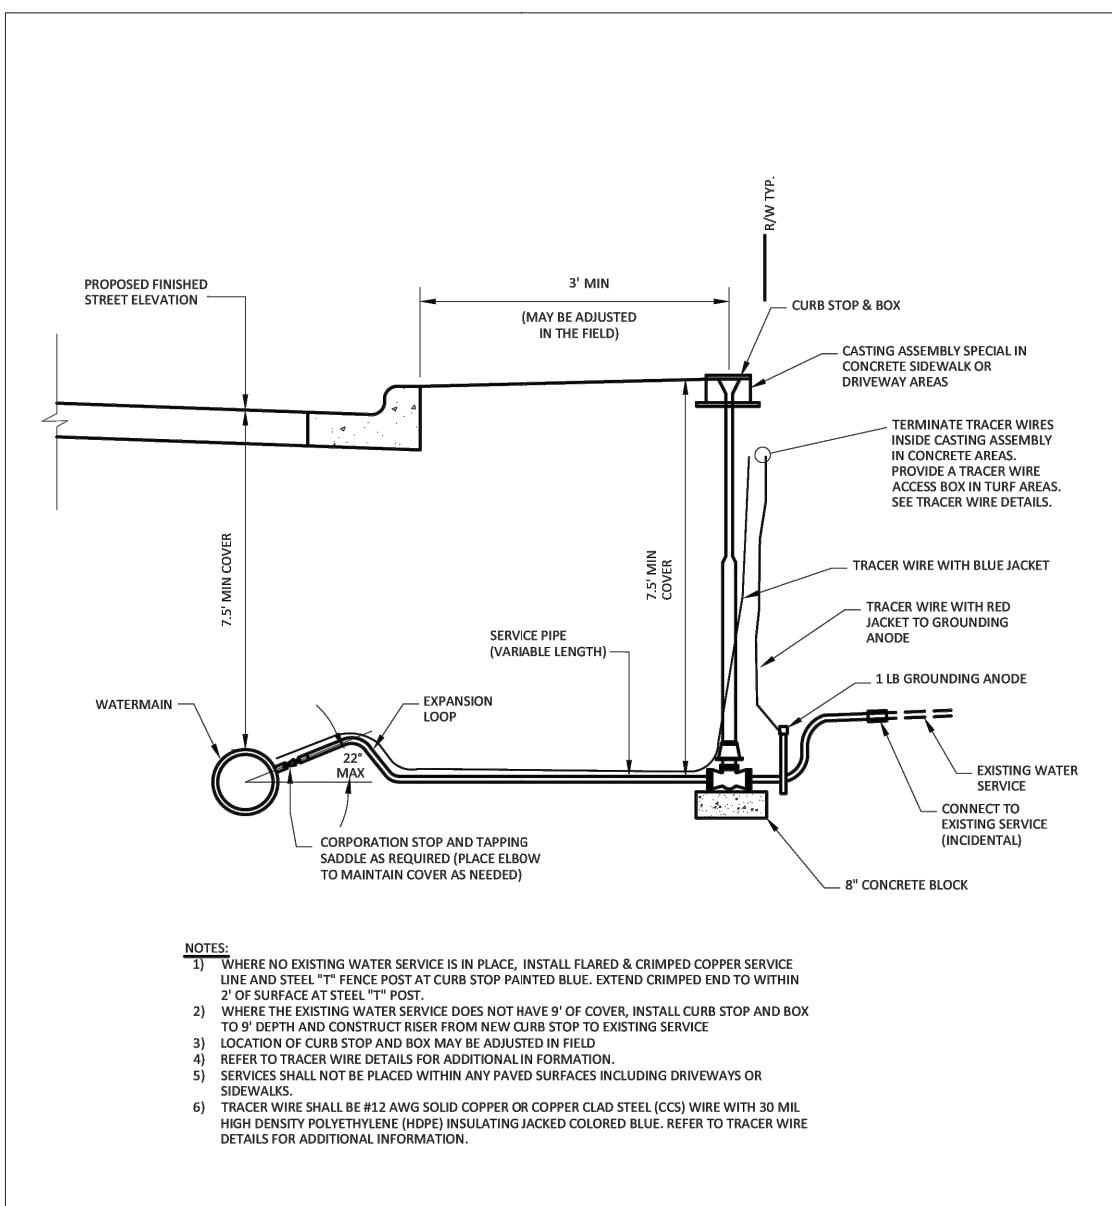 R/W TYP.
PROPOSED FINISHED
STREET ELEVATION
3' MIN
(MAY BE ADJUSTED
IN THE FIELD)
CURB STOP & BOX
CASTING ASSEMBLY SPECIAL IN
CONCRETE SIDEWALK OR
DRIVEWAY AREAS
TERMINATE TRACER WIRES
INSIDE CASTING ASSEMBLY
IN CONCRETE AREAS.
PROVIDE A TRACER WIRE
ACCESS BOX IN TURF AREAS.
SEE TRACER WIRE DETAILS.
7.5' MIN COVER
7.5' MIN
COVER
TRACER WIRE WITH BLUE JACKET
TRACER WIRE WITH RED
JACKET TO GROUNDING
ANODE
SERVICE PIPE
(VARIABLE LENGTH)
1 LB GROUNDING ANODE
WATERMAIN
EXPANSION
LOOP
22°
MAX
EXISTING WATER
SERVICE
CONNECT TO
EXISTING SERVICE
(INCIDENTAL)
CORPORATION STOP AND TAPPING
SADDLE AS REQUIRED (PLACE ELBOW
TO MAINTAIN COVER AS NEEDED)
8" CONCRETE BLOCK
NOTES:
1) WHERE NO EXISTING WATER SERVICE IS IN PLACE, INSTALL FLARED & CRIMPED COPPER SERVICE
LINE AND STEEL "T" FENCE POST AT CURB STOP PAINTED BLUE. EXTEND CRIMPED END TO WITHIN
2' OF SURFACE AT STEEL "T" POST.
2) WHERE THE EXISTING WATER SERVICE DOES NOT HAVE 9' OF COVER, INSTALL CURB STOP AND BOX
TO 9' DEPTH AND CONSTRUCT RISER FROM NEW CURB STOP TO EXISTING SERVICE
3) LOCATION OF CURB STOP AND BOX MAY BE ADJUSTED IN FIELD
4) REFER TO TRACER WIRE DETAILS FOR ADDITIONAL IN FORMATION.
5) SERVICES SHALL NOT BE PLACED WITHIN ANY PAVED SURFACES INCLUDING DRIVEWAYS OR
SIDEWALKS.
6) TRACER WIRE SHALL BE #12 AWG SOLID COPPER OR COPPER CLAD STEEL (CCS) WIRE WITH 30 MIL
HIGH DENSITY POLYETHYLENE (HDPE) INSULATING JACKED COLORED BLUE. REFER TO TRACER WIRE
DETAILS FOR ADDITIONAL INFORMATION.